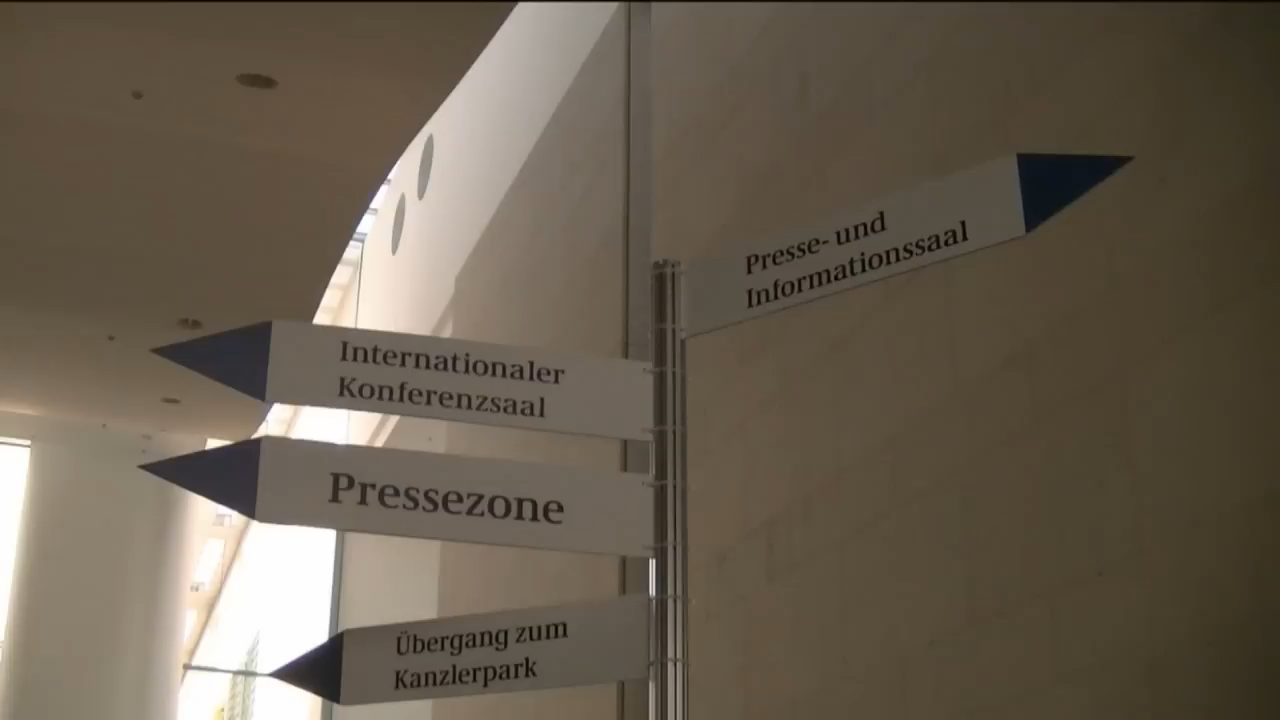 Presse- und
Informationssaal
Internationaler
Konferenzsaal
Pressezone
Übergang zum
Kanzlerpark